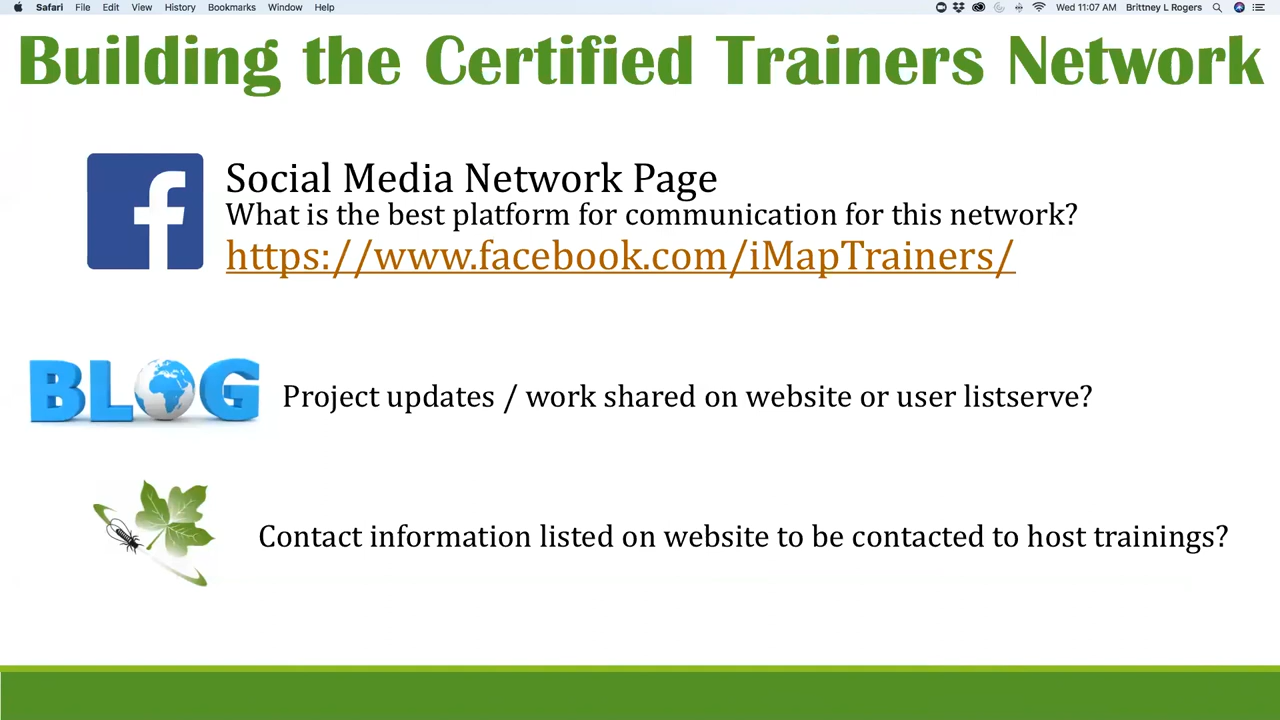 Safari File Edit View History Bookmarks Window Help Wed 11:07 AM Brittney L Rogers
Building the Certified Trainers Network
f
Social Media Network Page
What is the best platform for communication for this network?
https://www.facebook.com/iMapTrainers/
BLOG
Project updates / work shared on website or user listserve?
Contact information listed on website to be contacted to host trainings?